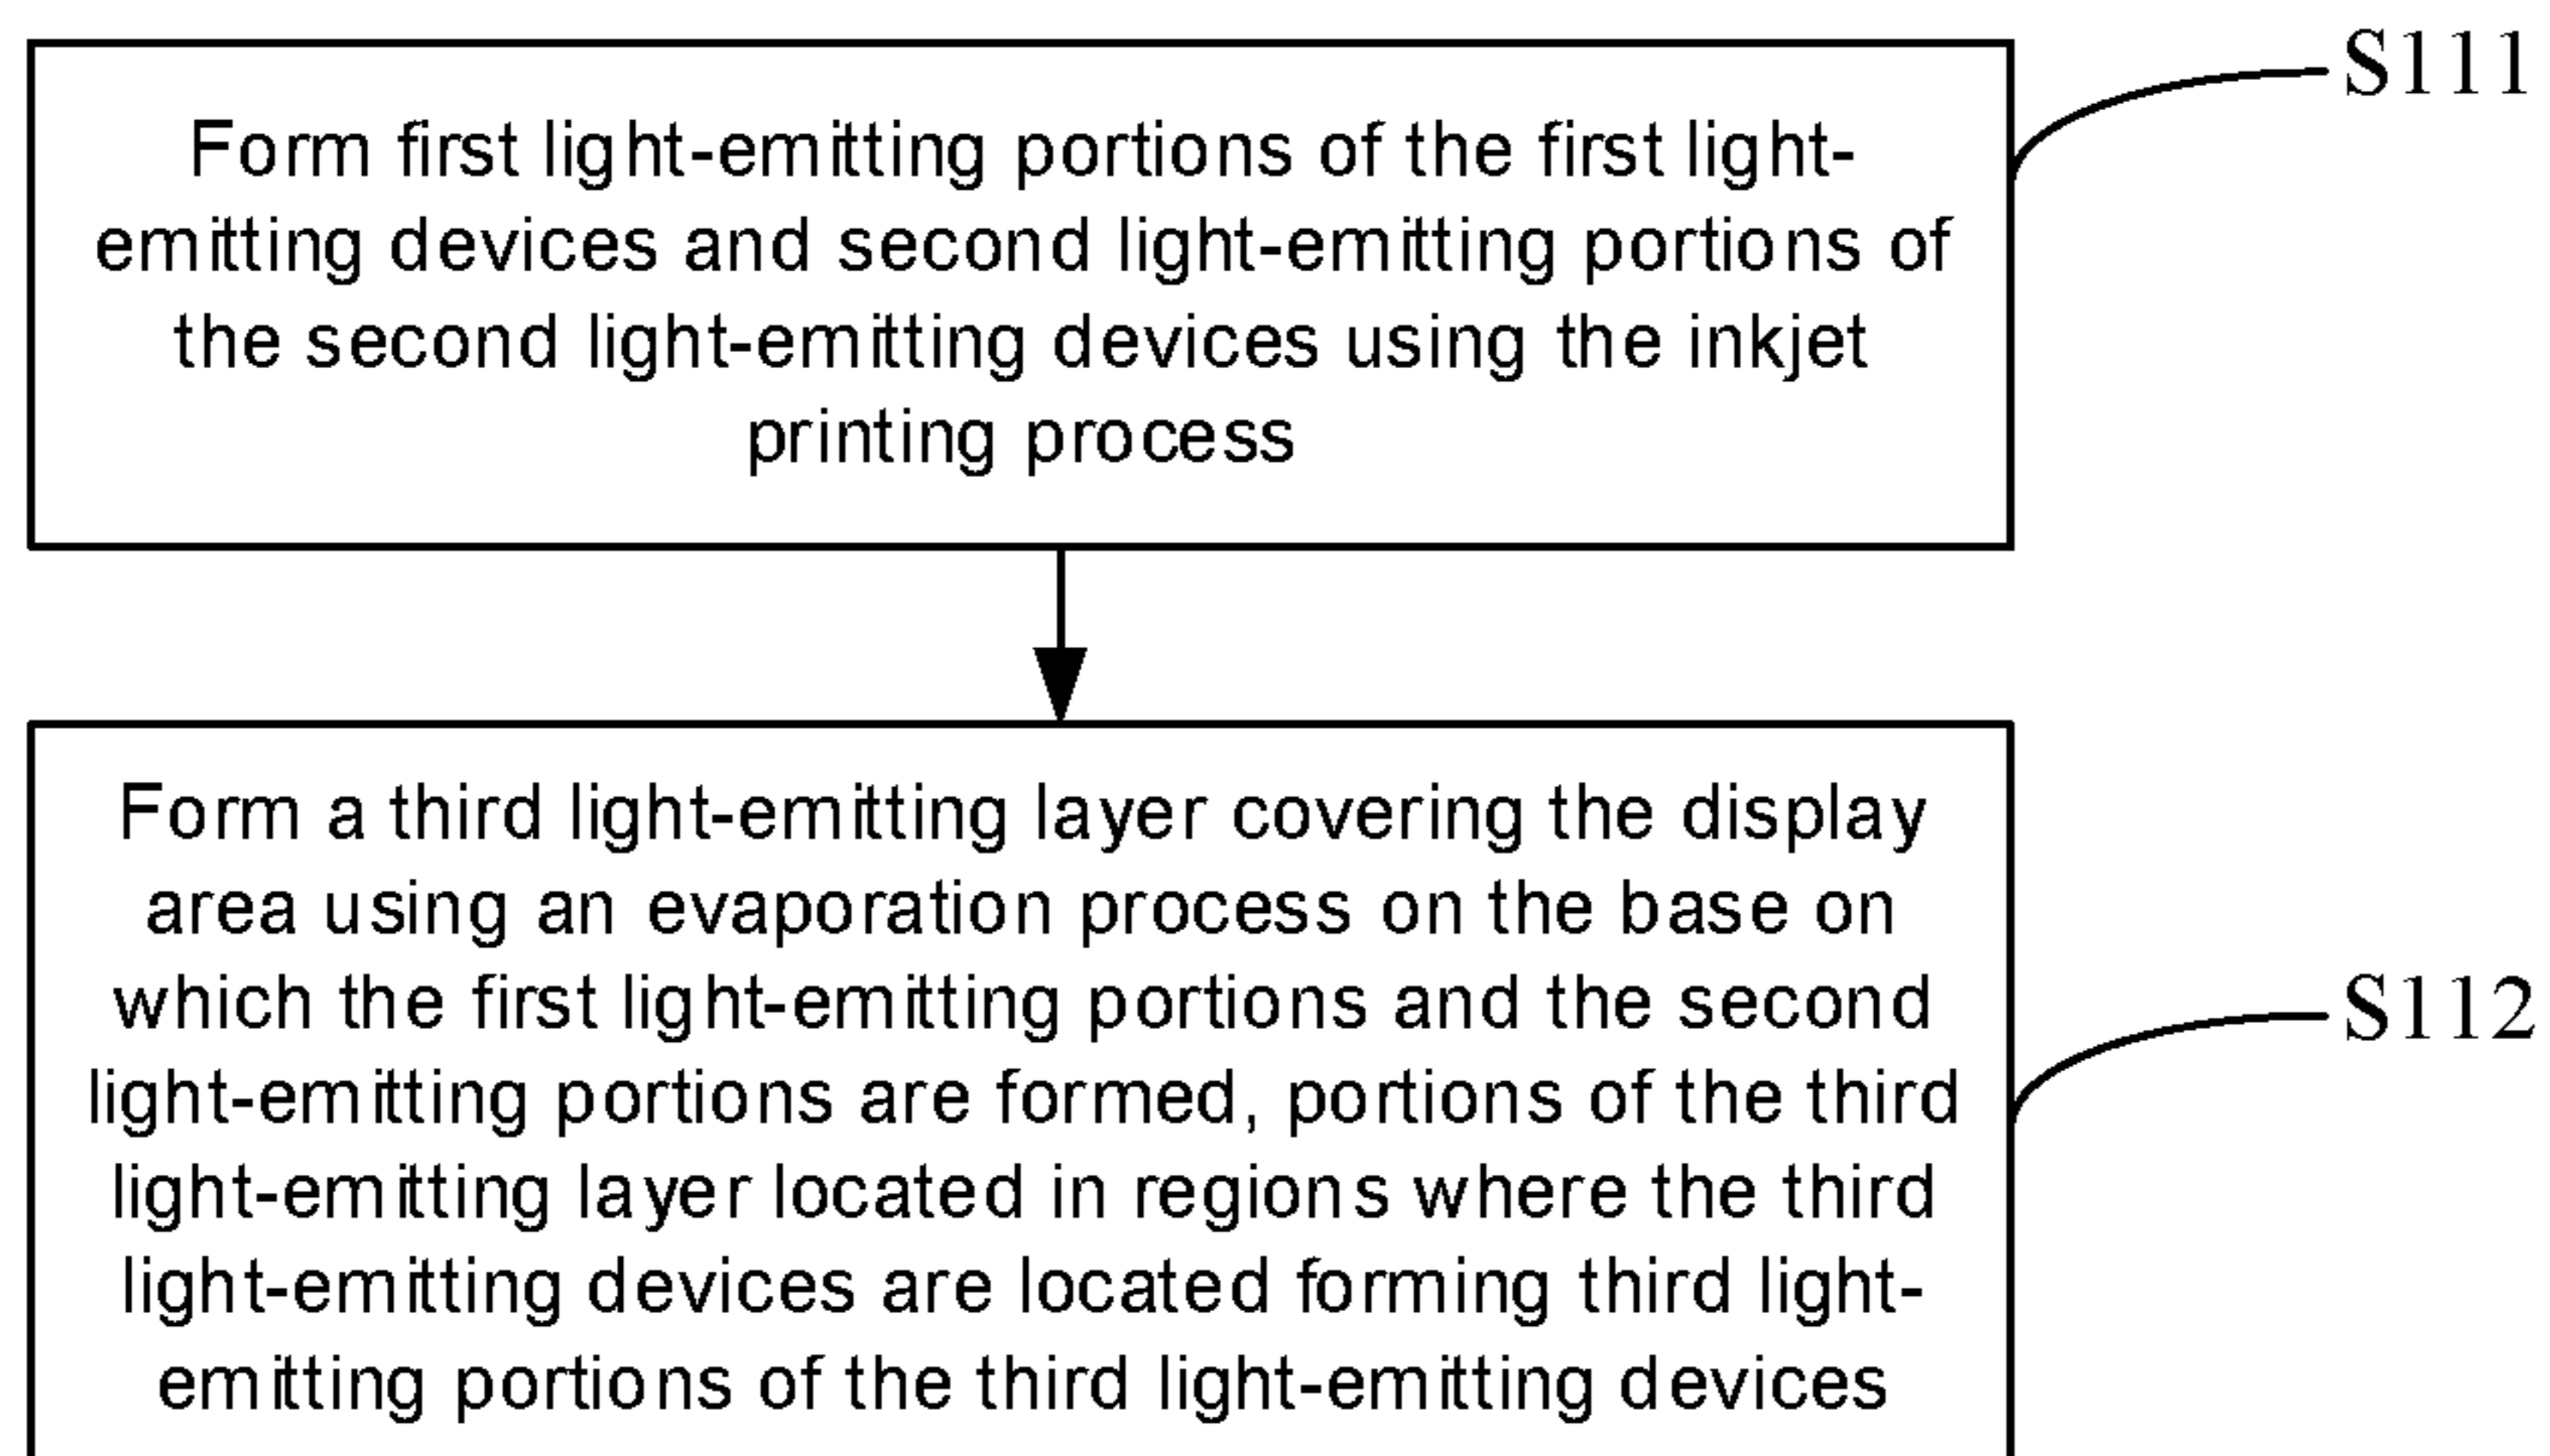 S111
Form first light-emitting portions of the first light-
emitting devices and second light-emitting portions of
the second light-emitting devices using the inkjet
printing process
Form a third light-emitting layer covering the display
area using an evaporation process on the base on
which the first light-emitting portions and the second
light-emitting portions are formed, portions of the third
light-emitting layer located in regions where the third
light-emitting devices are located forming third light-
emitting portions of the third light-emitting devices
S112